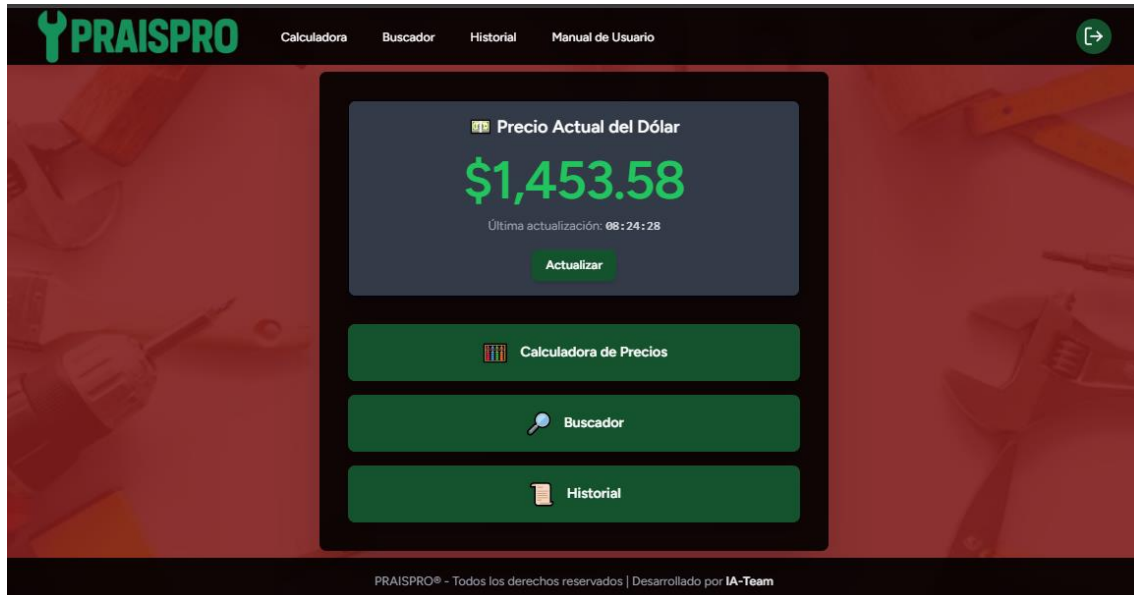 PRAISPRO
Calculadora Buscador Historial Manual de Usuario
Precio Actual del Dólar
$1,453.58
Última actualización: 08:24:28
Actualizar
Calculadora de Precios
Buscador
Historial
PRAISPRO® - Todos los derechos reservados | Desarrollado por IA-Team